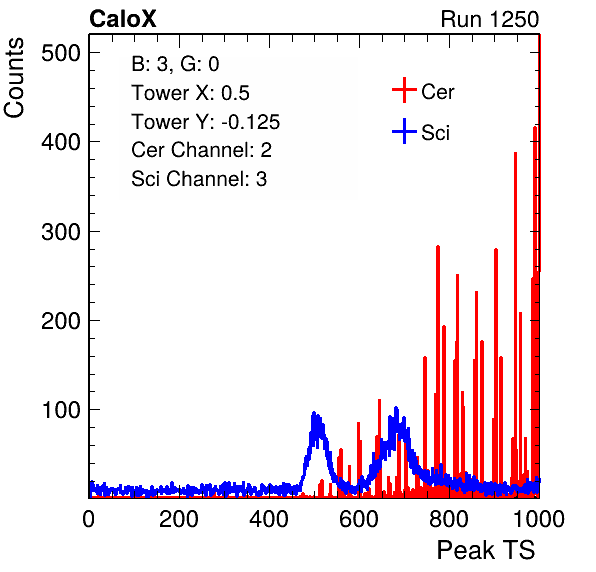 CaloX Run 1250
Counts
500
400
300
200
100
B: 3, G: 0
Tower X: 0.5
Tower Y: -0.125
Cer Channel: 2
Sci Channel: 3
Cer
Sci
0 200 400 600 800 1000
Peak TS